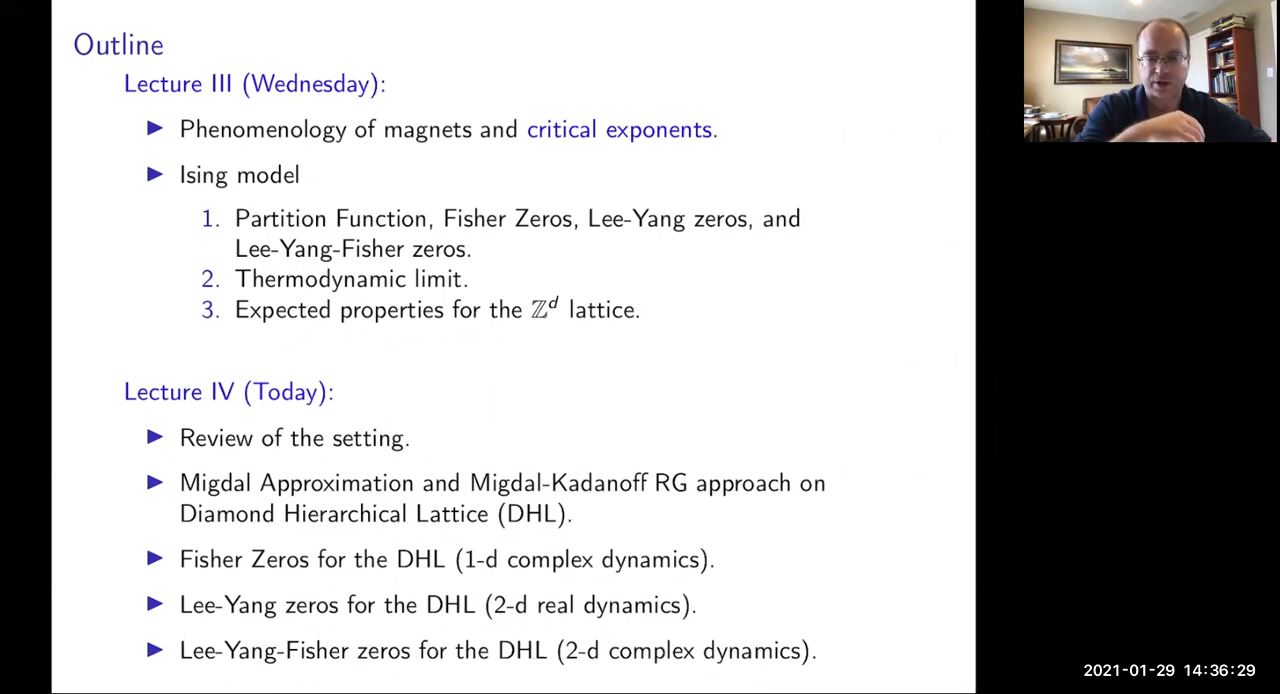 Outline
Lecture III (Wednesday):
▶ Phenomenology of magnets and critical exponents.
▶ Ising model
1. Partition Function, Fisher Zeros, Lee-Yang zeros, and
Lee-Yang-Fisher zeros.
2. Thermodynamic limit.
3. Expected properties for the ℤᵈ lattice.
Lecture IV (Today):
▶ Review of the setting.
▶ Migdal Approximation and Migdal-Kadanoff RG approach on
Diamond Hierarchical Lattice (DHL).
▶ Fisher Zeros for the DHL (1-d complex dynamics).
▶ Lee-Yang zeros for the DHL (2-d real dynamics).
▶ Lee-Yang-Fisher zeros for the DHL (2-d complex dynamics).
2021-01-29 14:36:29